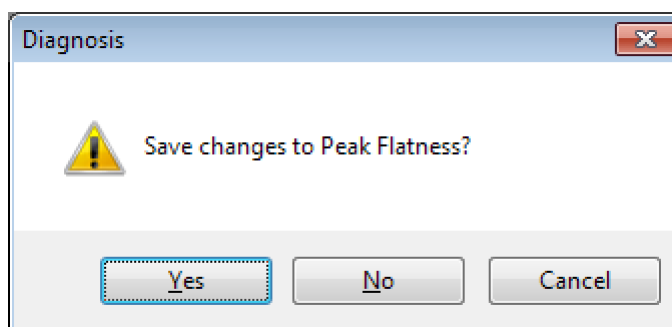 Diagnosis
Save changes to Peak Flatness?
Yes
No
Cancel